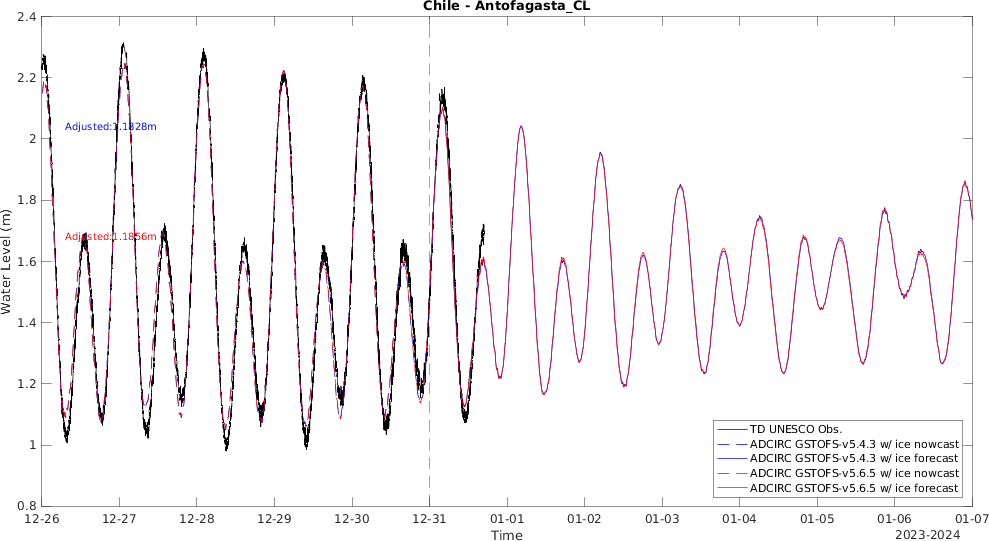 Chile - Antofagasta_CL
2.4
2.2
2
1.8
1.6
1.4
1.2
1
0.8
Water Level (m)
Adjusted:1.1828m
Adjusted:1.1856m
TD UNESCO Obs.
ADCIRC GSTOFS-v5.4.3 w/ ice nowcast
ADCIRC GSTOFS-v5.4.3 w/ ice forecast
ADCIRC GSTOFS-v5.6.5 w/ ice nowcast
ADCIRC GSTOFS-v5.6.5 w/ ice forecast
12-26 12-27 12-28 12-29 12-30 12-31 01-01 01-02 01-03 01-04 01-05 01-06 01-07
Time
2023-2024